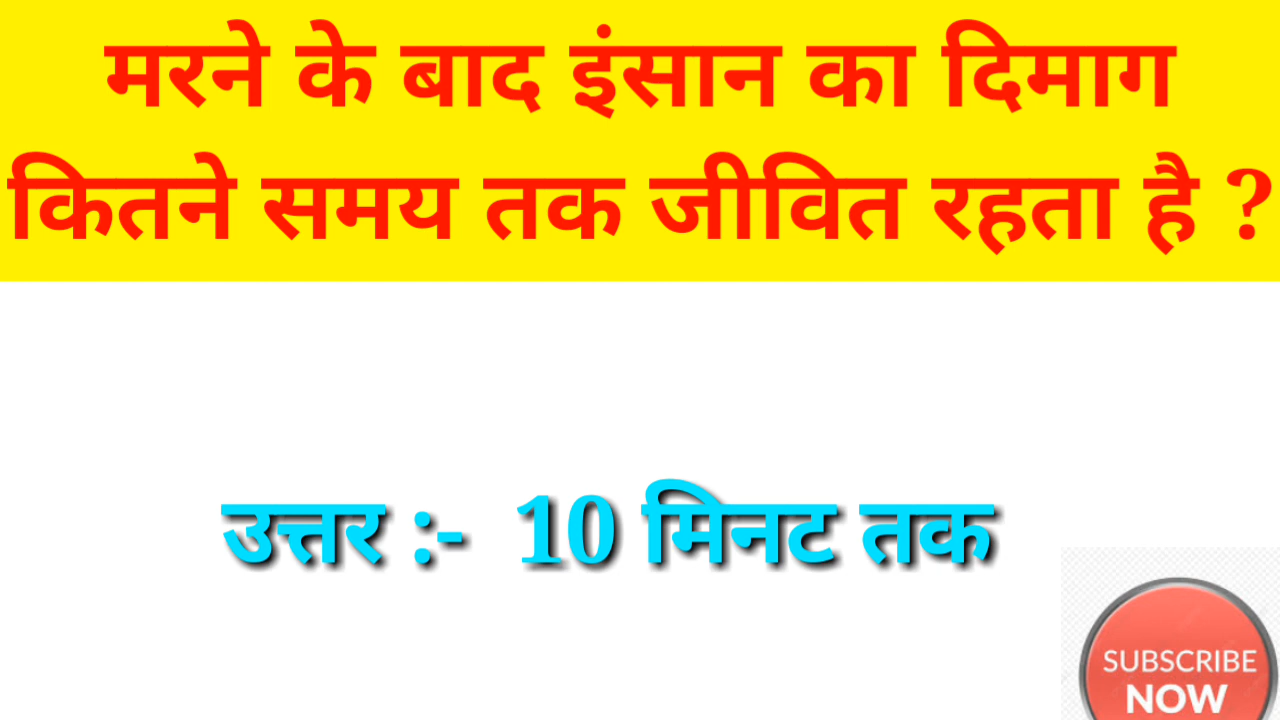 मरने के बाद इंसान का दिमाग
कितने समय तक जीवित रहता है ?
उत्तर :- 10 मिनट तक
SUBSCRIBE
NOW